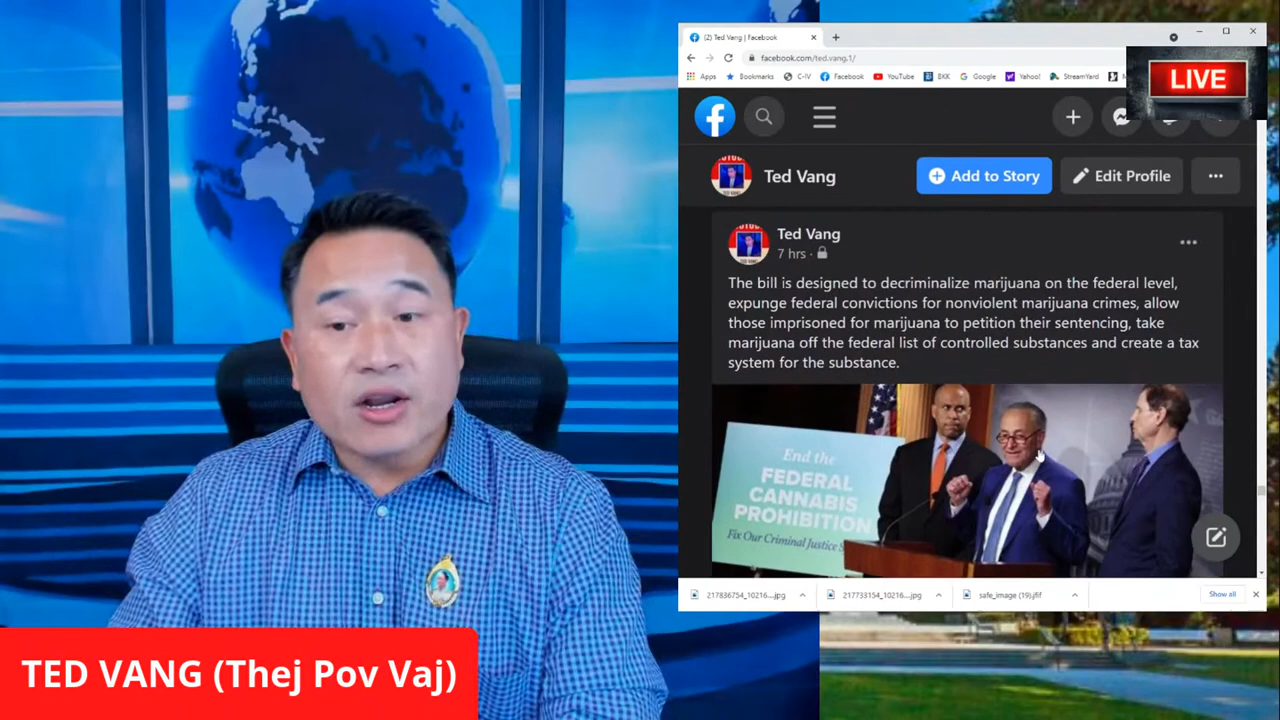 (2) Ted Vang | Facebook
facebook.com/ted.vang.1/
Apps Bookmarks C-IV Facebook YouTube BKK Google Yahoo! StreamYard
LIVE
Ted Vang
Add to Story
Edit Profile
Ted Vang
7 hrs ·
The bill is designed to decriminalize marijuana on the federal level,
expunge federal convictions for nonviolent marijuana crimes, allow
those imprisoned for marijuana to petition their sentencing, take
marijuana off the federal list of controlled substances and create a tax
system for the substance.
End the
FEDERAL
CANNABIS
PROHIBITION
Fix Our Criminal Justice
217836754_10216....jpg
217733154_10216....jpg
safe_image (19).jfif
Show all
TED VANG (Thej Pov Vaj)